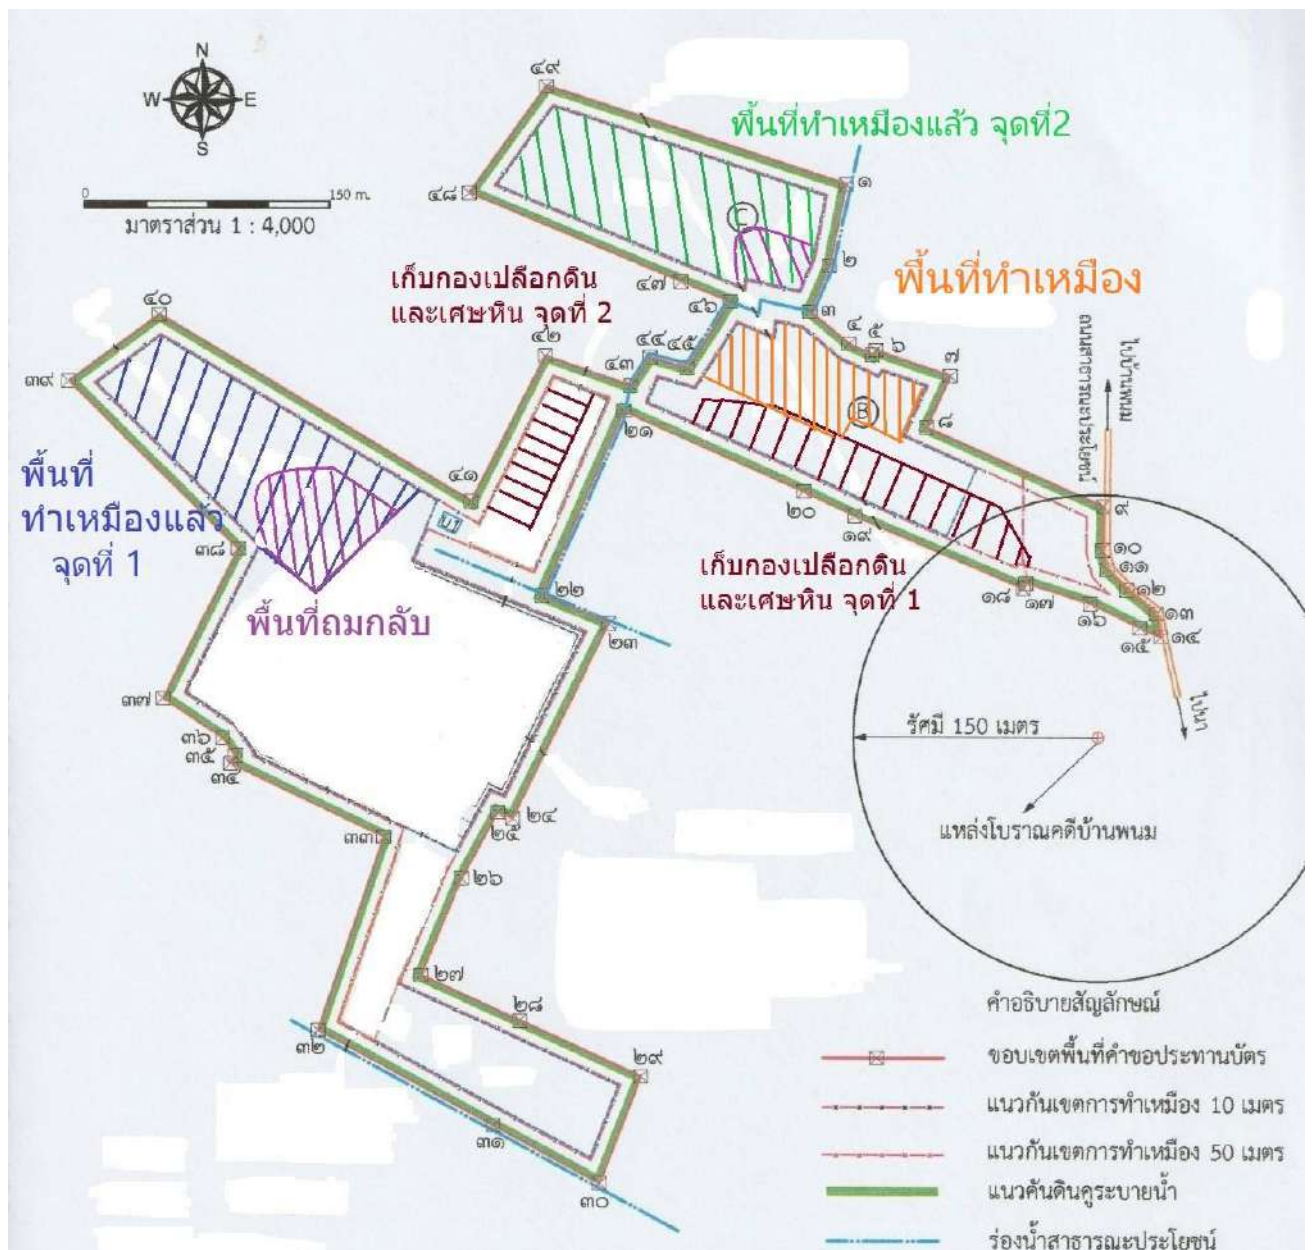 N
W E
S
0 150 m.
มาตราส่วน 1 : 4,000
๔๙
พื้นที่ทำเหมืองแล้ว จุดที่2
๑
๔๘
C
๒
เก็บกองเปลือกดิน
และเศษหิน จุดที่ 2
๔๗
๔๖
พื้นที่ทำเหมือง
๓
๔
๕
๖
๗
๘
๔๐
๓๙
๔๒
๔๔
๔๕
๔๓
๒๑
B
ถนนสาธารณะประโยชน์
ไปบ้านพนม
พื้นที่
ทำเหมืองแล้ว
จุดที่ 1
๔๑
๒๐
๑๙
๙
๑๐
๑๑
๑๒
๑๓
๑๔
๑๕
๑๖
๑๗
๑๘
๓๘
เก็บกองเปลือกดิน
และเศษหิน จุดที่ 1
พื้นที่ถมกลับ
๒๒
๒๓
๓๗
๓๖
๓๕
๓๔
รัศมี 150 เมตร
ไปนา
แหล่งโบราณคดีบ้านพนม
๓๓
๒๔
๒๕
๒๖
๒๗
๒๘
๒๙
๓๒
๓๑
๓๐
คำอธิบายสัญลักษณ์
ขอบเขตพื้นที่คำขอประทานบัตร
แนวกันเขตการทำเหมือง 10 เมตร
แนวกันเขตการทำเหมือง 50 เมตร
แนวคันดินคูระบายน้ำ
ร่องน้ำสาธารณะประโยชน์